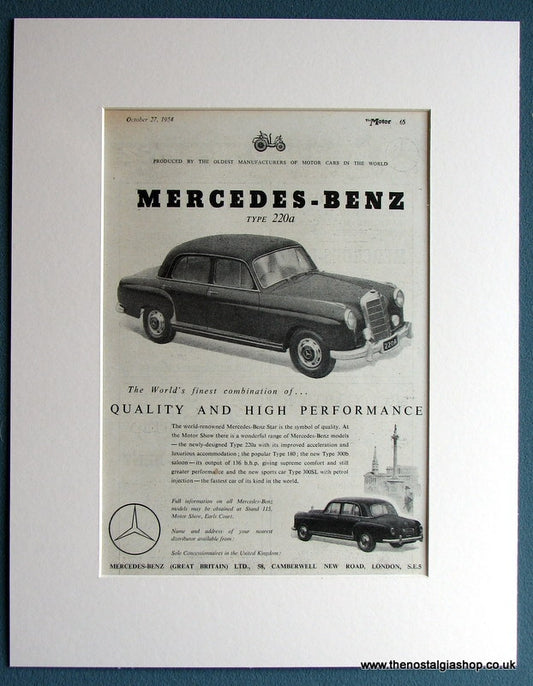 October 27, 1954
The Motor 65
PRODUCED BY THE OLDEST MANUFACTURERS OF MOTOR CARS IN THE WORLD
MERCEDES-BENZ
TYPE 220a
220A
The World's finest combination of...
QUALITY AND HIGH PERFORMANCE
The world-renowned Mercedes-Benz Star is the symbol of quality. At
the Motor Show there is a wonderful range of Mercedes-Benz models
—the newly-designed Type 220a with its improved acceleration and
luxurious accommodation; the popular Type 180; the new Type 300b
saloon—its output of 136 b.h.p. giving supreme comfort and still
greater performance and the new sports car Type 300SL with petrol
injection—the fastest car of its kind in the world.
Full information on all Mercedes-Benz
models may be obtained at Stand 115,
Motor Show, Earls Court.
Name and address of your nearest
distributor available from:
Sole Concessionaires in the United Kingdom:
MERCEDES-BENZ (GREAT BRITAIN) LTD., 58, CAMBERWELL NEW ROAD, LONDON, S.E.5
www.thenostalgiashop.co.uk